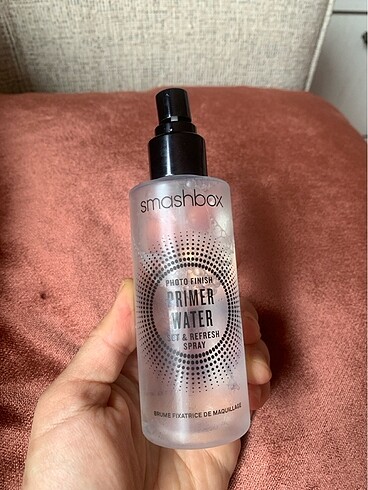 smashbox
PHOTO FINISH
PRIMER
WATER
SET & REFRESH
SPRAY
BRUME FIXATRICE DE MAQUILLAGE